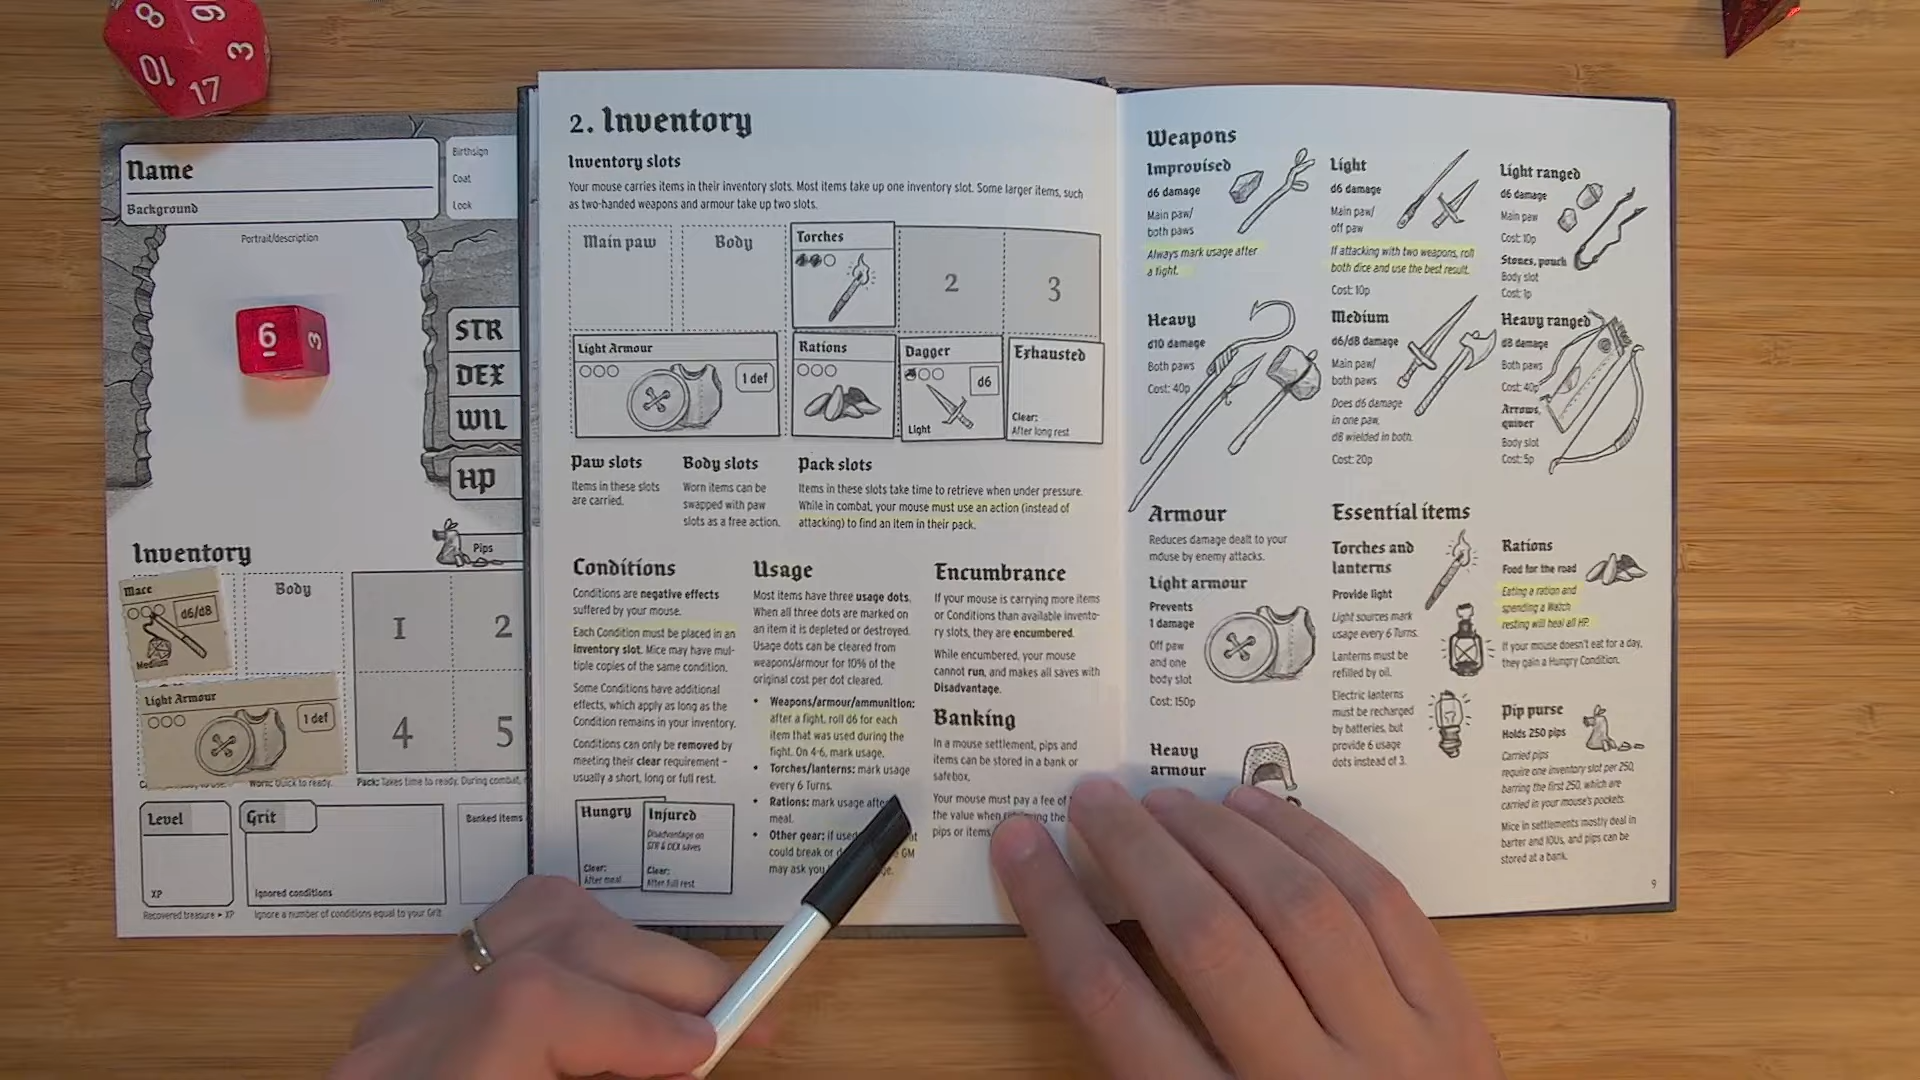 8
9
3
10
17
Name
Background
Birthsign
Coat
Look
Portrait/description
6
3
STR
DEX
WIL
HP
Pips
Inventory
Mace
d6/d8
Medium
Body
1
2
Light Armour
1 def
4
5
Worn: Quick to ready.
Pack: Takes time to ready. During combat,
Level
XP
Grit
Ignored conditions
Banked Items
Recovered treasure ▸ XP
Ignore a number of conditions equal to your Grit.
2. Inventory
Inventory slots
Your mouse carries items in their inventory slots. Most items take up one inventory slot. Some larger items, such
as two-handed weapons and armour take up two slots.
Main paw
Body
Torches
2
3
Light Armour
1 def
Rations
Dagger
d6
Light
Exhausted
Clear:
After long rest
Paw slots
Items in these slots
are carried.
Body slots
Worn items can be
swapped with paw
slots as a free action.
Pack slots
Items in these slots take time to retrieve when under pressure.
While in combat, your mouse must use an action (instead of
attacking) to find an item in their pack.
Conditions
Conditions are negative effects
suffered by your mouse.
Each Condition must be placed in an
inventory slot. Mice may have mul-
tiple copies of the same condition.
Some Conditions have additional
effects, which apply as long as the
Condition remains in your inventory.
Conditions can only be removed by
meeting their clear requirement –
usually a short, long or full rest.
Hungry
Clear:
After meal
Injured
Disadvantage on
STR & DEX saves
Clear:
After full rest
Usage
Most items have three usage dots.
When all three dots are marked on
an item it is depleted or destroyed.
Usage dots can be cleared from
weapons/armour for 10% of the
original cost per dot cleared.
• Weapons/armour/ammunition:
after a fight, roll d6 for each
item that was used during the
fight. On 4-6, mark usage.
• Torches/lanterns: mark usage
every 6 Turns.
• Rations: mark usage after
meal.
• Other gear: if used
could break or GM
may ask you
Encumbrance
If your mouse is carrying more items
or Conditions than available invento-
ry slots, they are encumbered.
While encumbered, your mouse
cannot run, and makes all saves with
Disadvantage.
Banking
In a mouse settlement, pips and
items can be stored in a bank or
safebox.
Your mouse must pay a fee of
the value when the
pips or items
Weapons
Improvised
d6 damage
Main paw/
both paws
Always mark usage after
a fight.
Light
d6 damage
Main paw/
off paw
If attacking with two weapons, roll
both dice and use the best result.
Cost: 10p
Light ranged
d6 damage
Main paw
Cost: 10p
Stones, pouch
Body slot
Cost: 1p
Heavy
d10 damage
Both paws
Cost: 40p
Medium
d6/d8 damage
Main paw/
both paws
Does d6 damage
in one paw,
d8 wielded in both.
Cost: 20p
Heavy ranged
d8 damage
Both paws
Cost: 40p
Arrows,
quiver
Body slot
Cost: 5p
Armour
Reduces damage dealt to your
mouse by enemy attacks.
Light armour
Prevents
1 damage
Off paw
and one
body slot
Cost: 150p
Heavy
armour
Essential items
Torches and
lanterns
Provide light
Light sources mark
usage every 6 Turns.
Lanterns must be
refilled by oil.
Electric lanterns
must be recharged
by batteries, but
provide 6 usage
dots instead of 3.
Rations
Food for the road
Eating a ration and
spending a Watch
resting will heal all HP.
If your mouse doesn't eat for a day,
they gain a Hungry Condition.
Pip purse
Holds 250 pips
Carried pips
require one inventory slot per 250,
barring the first 250, which are
carried in your mouse's pockets.
Mice in settlements mostly deal in
barter and IOUs, and pips can be
stored at a bank.
9